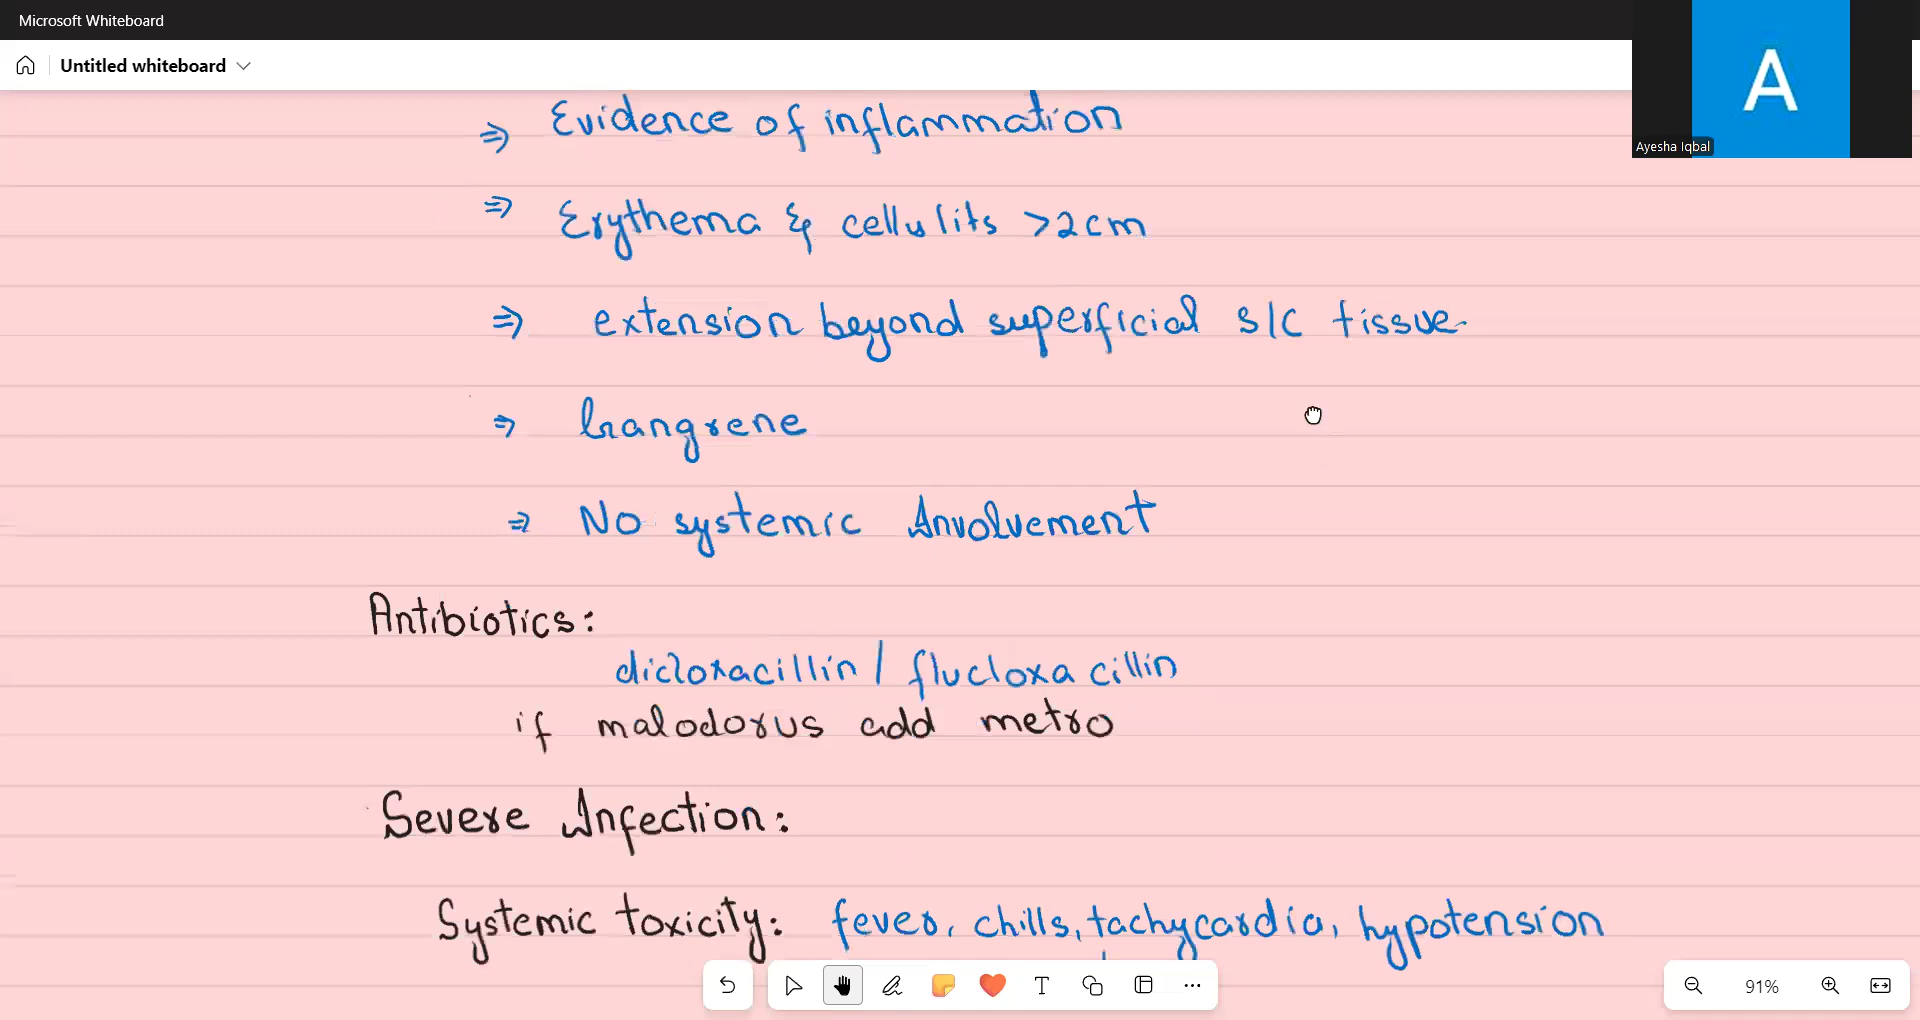 Microsoft Whiteboard
Untitled whiteboard
A
Ayesha Iqbal
⇒ Evidence of inflammation
⇒ Erythema & cellulits >2cm
⇒ extension beyond superficial s/c tissue
⇒ Gangrene
⇒ No systemic Involvement
Antibiotics:
dicloxacillin / flucloxacillin
if malodorus add metro
Severe Infection:
Systemic toxicity: fever, chills, tachycardia, hypotension
91%